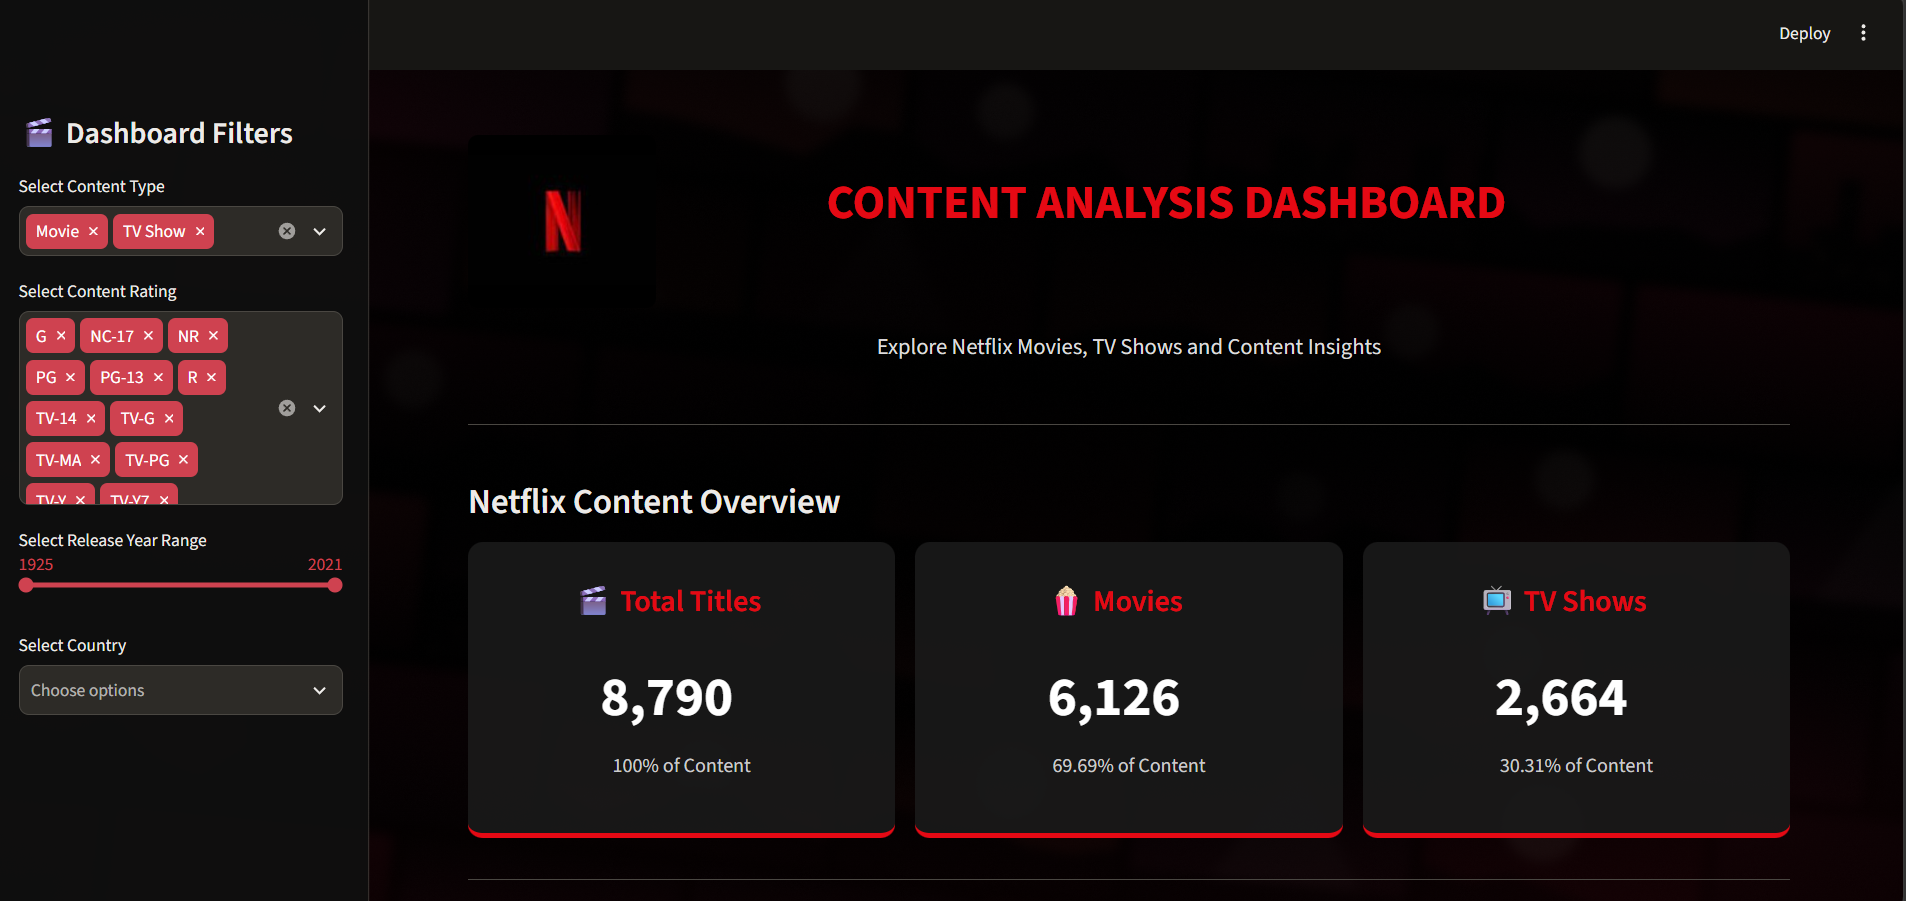 Deploy
Dashboard Filters
Select Content Type
Movie × TV Show ×
Select Content Rating
G × NC-17 × NR ×
PG × PG-13 × R ×
TV-14 × TV-G ×
TV-MA × TV-PG ×
TV-Y × TV-Y7 ×
Select Release Year Range
1925 2021
Select Country
Choose options
N
CONTENT ANALYSIS DASHBOARD
Explore Netflix Movies, TV Shows and Content Insights
Netflix Content Overview
Total Titles
8,790
100% of Content
Movies
6,126
69.69% of Content
TV Shows
2,664
30.31% of Content